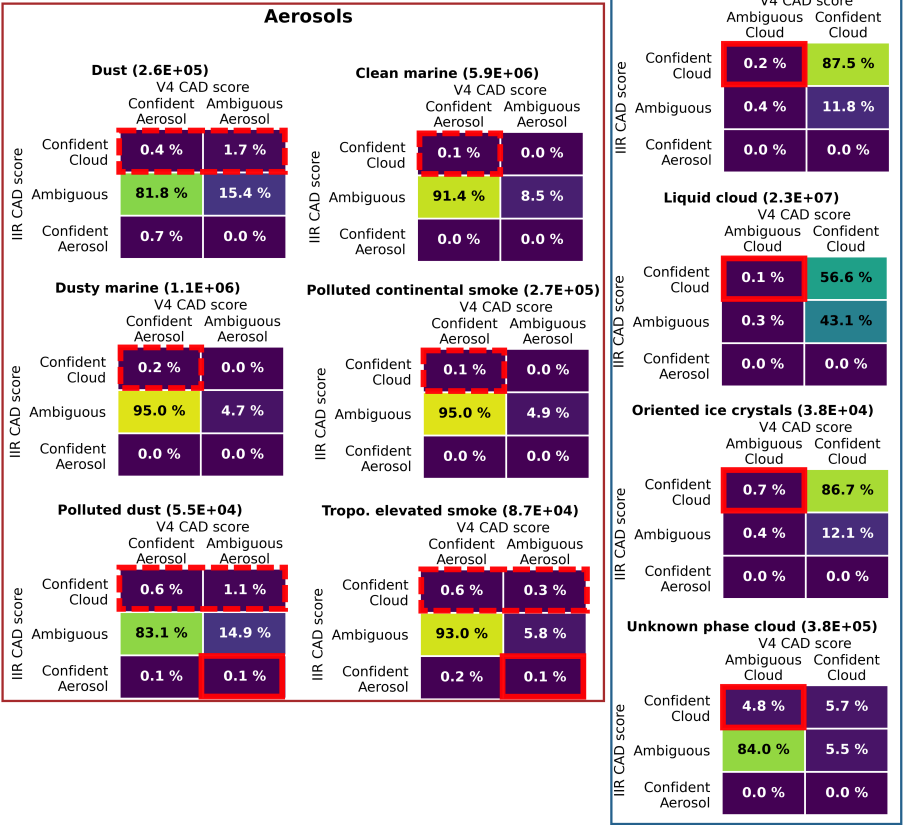 Aerosols
Dust (2.6E+05)
V4 CAD score
Confident Aerosol
Ambiguous Aerosol
IIR CAD score
Confident Cloud
0.4 %
1.7 %
Ambiguous
81.8 %
15.4 %
Confident Aerosol
0.7 %
0.0 %
Clean marine (5.9E+06)
V4 CAD score
Confident Aerosol
Ambiguous Aerosol
IIR CAD score
Confident Cloud
0.1 %
0.0 %
Ambiguous
91.4 %
8.5 %
Confident Aerosol
0.0 %
0.0 %
Dusty marine (1.1E+06)
V4 CAD score
Confident Aerosol
Ambiguous Aerosol
IIR CAD score
Confident Cloud
0.2 %
0.0 %
Ambiguous
95.0 %
4.7 %
Confident Aerosol
0.0 %
0.0 %
Polluted continental smoke (2.7E+05)
V4 CAD score
Confident Aerosol
Ambiguous Aerosol
IIR CAD score
Confident Cloud
0.1 %
0.0 %
Ambiguous
95.0 %
4.9 %
Confident Aerosol
0.0 %
0.0 %
Polluted dust (5.5E+04)
V4 CAD score
Confident Aerosol
Ambiguous Aerosol
IIR CAD score
Confident Cloud
0.6 %
1.1 %
Ambiguous
83.1 %
14.9 %
Confident Aerosol
0.1 %
0.1 %
Tropo. elevated smoke (8.7E+04)
V4 CAD score
Confident Aerosol
Ambiguous Aerosol
IIR CAD score
Confident Cloud
0.6 %
0.3 %
Ambiguous
93.0 %
5.8 %
Confident Aerosol
0.2 %
0.1 %
V4 CAD score
Ambiguous Cloud
Confident Cloud
IIR CAD score
Confident Cloud
0.2 %
87.5 %
Ambiguous
0.4 %
11.8 %
Confident Aerosol
0.0 %
0.0 %
Liquid cloud (2.3E+07)
V4 CAD score
Ambiguous Cloud
Confident Cloud
IIR CAD score
Confident Cloud
0.1 %
56.6 %
Ambiguous
0.3 %
43.1 %
Confident Aerosol
0.0 %
0.0 %
Oriented ice crystals (3.8E+04)
V4 CAD score
Ambiguous Cloud
Confident Cloud
IIR CAD score
Confident Cloud
0.7 %
86.7 %
Ambiguous
0.4 %
12.1 %
Confident Aerosol
0.0 %
0.0 %
Unknown phase cloud (3.8E+05)
V4 CAD score
Ambiguous Cloud
Confident Cloud
IIR CAD score
Confident Cloud
4.8 %
5.7 %
Ambiguous
84.0 %
5.5 %
Confident Aerosol
0.0 %
0.0 %